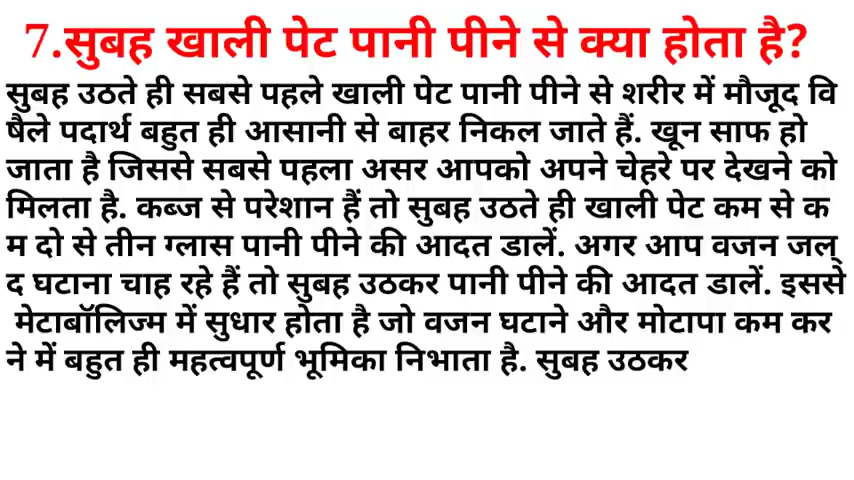 7.सुबह खाली पेट पानी पीने से क्या होता है?
सुबह उठते ही सबसे पहले खाली पेट पानी पीने से शरीर में मौजूद वि
षैले पदार्थ बहुत ही आसानी से बाहर निकल जाते हैं. खून साफ हो
जाता है जिससे सबसे पहला असर आपको अपने चेहरे पर देखने को
मिलता है. कब्ज से परेशान हैं तो सुबह उठते ही खाली पेट कम से क
म दो से तीन ग्लास पानी पीने की आदत डालें. अगर आप वजन जल्
द घटाना चाह रहे हैं तो सुबह उठकर पानी पीने की आदत डालें. इससे
मेटाबॉलिज्म में सुधार होता है जो वजन घटाने और मोटापा कम कर
ने में बहुत ही महत्वपूर्ण भूमिका निभाता है. सुबह उठकर